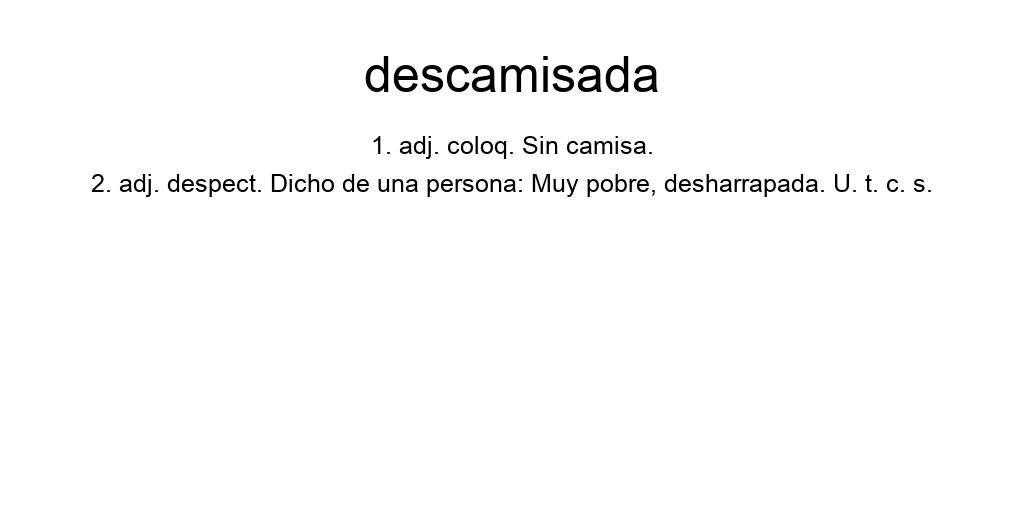 descamisada
1. adj. coloq. Sin camisa.
2. adj. despect. Dicho de una persona: Muy pobre, desharrapada. U. t. c. s.